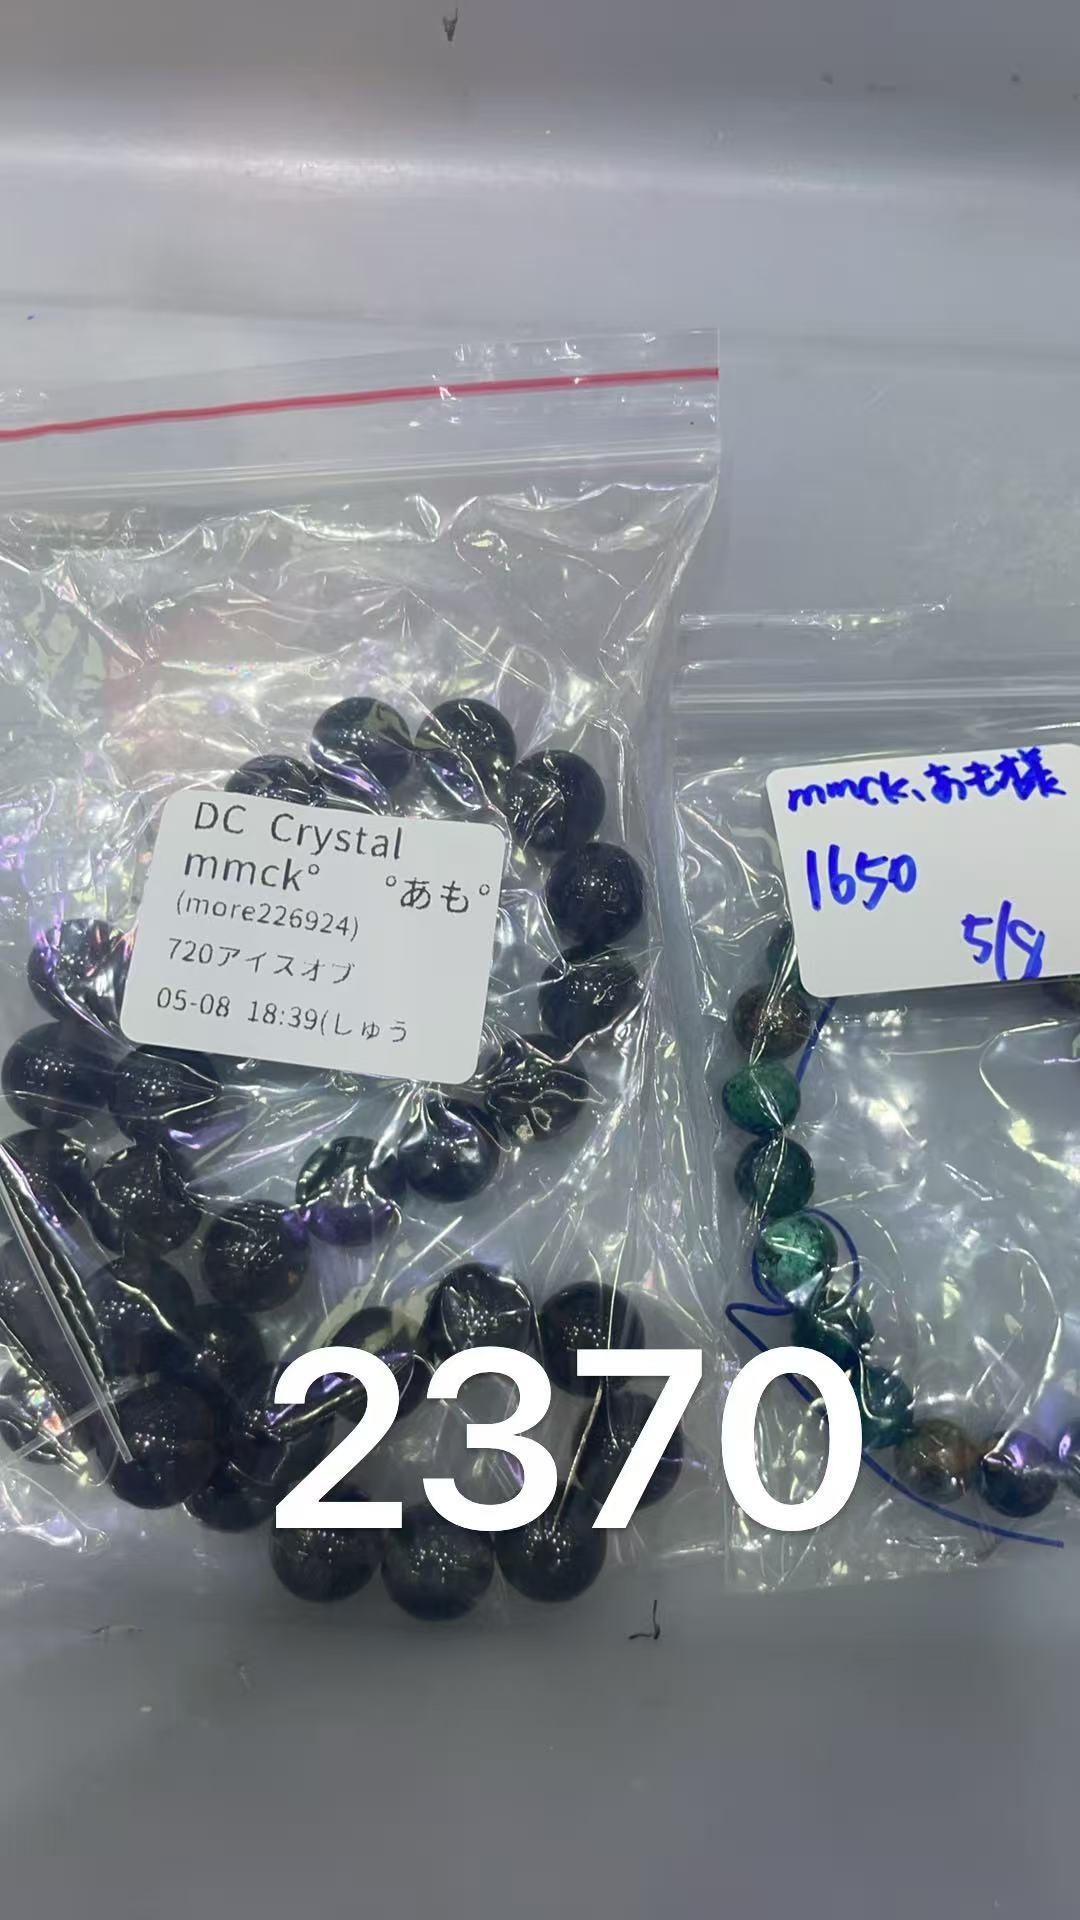 DC Crystal
mmck° °あも°
(more226924)
720アイスオブ
05-08 18:39(しゅう
mmck、あも様
1650
5/8
2370